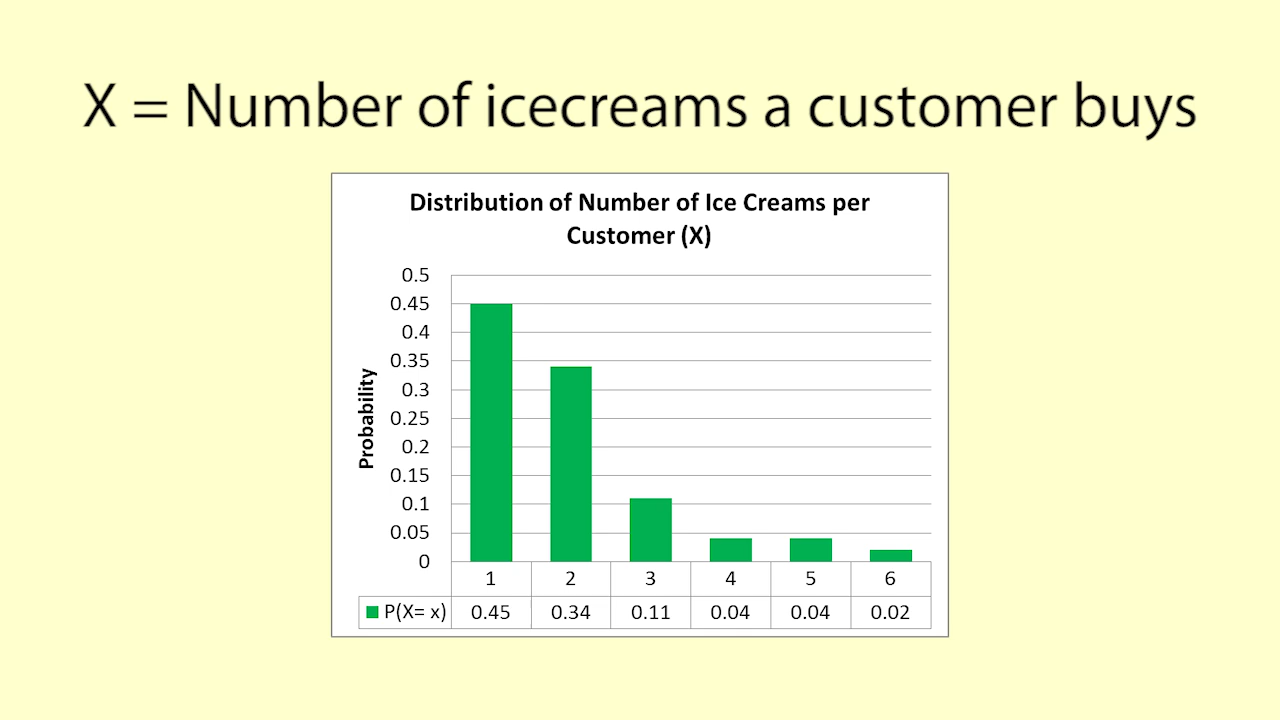 X = Number of icecreams a customer buys
Distribution of Number of Ice Creams per
Customer (X)
Probability
0.5
0.45
0.4
0.35
0.3
0.25
0.2
0.15
0.1
0.05
0
1 2 3 4 5 6
P(X= x) 0.45 0.34 0.11 0.04 0.04 0.02